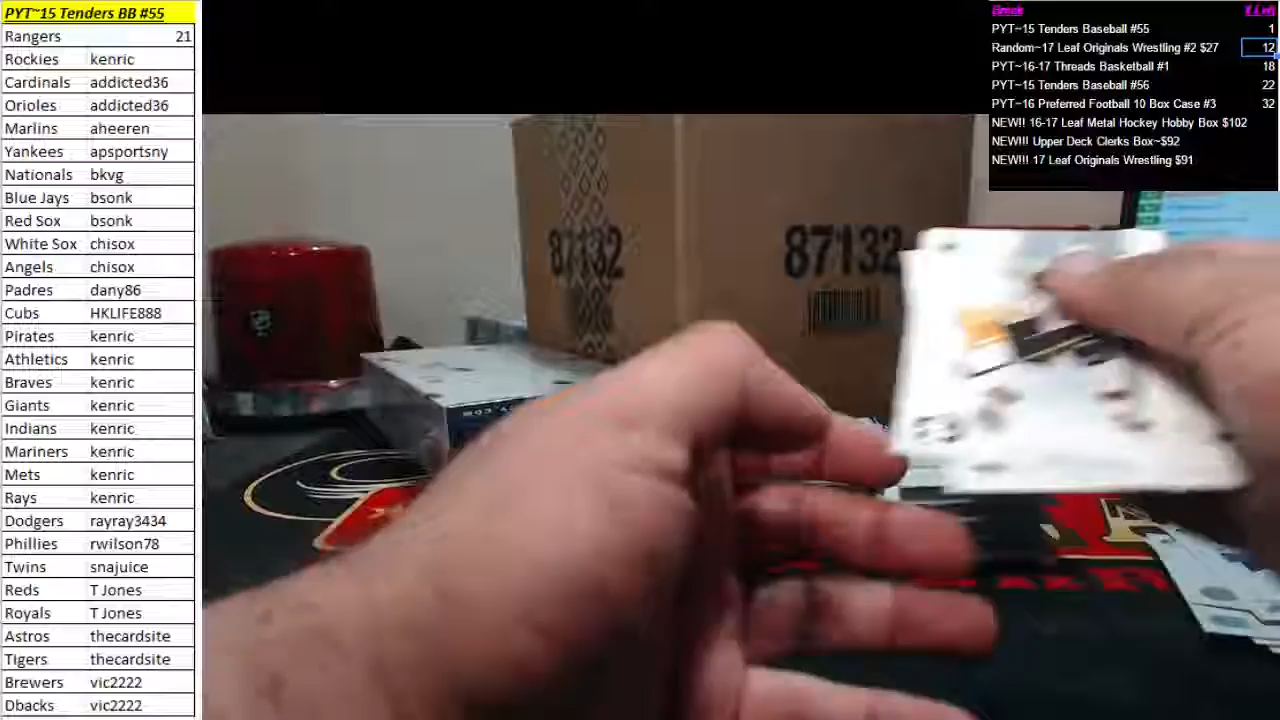 PYT~15 Tenders BB #55
Rangers 21
Rockies kenric
Cardinals addicted36
Orioles addicted36
Marlins aheeren
Yankees apsportsny
Nationals bkvg
Blue Jays bsonk
Red Sox bsonk
White Sox chisox
Angels chisox
Padres dany86
Cubs HKLIFE888
Pirates kenric
Athletics kenric
Braves kenric
Giants kenric
Indians kenric
Mariners kenric
Mets kenric
Rays kenric
Dodgers rayray3434
Phillies rwilson78
Twins snajuice
Reds T Jones
Royals T Jones
Astros thecardsite
Tigers thecardsite
Brewers vic2222
Dbacks vic2222
Break X Left
PYT~15 Tenders Baseball #55 1
Random~17 Leaf Originals Wrestling #2 $27 12
PYT~16-17 Threads Basketball #1 18
PYT~15 Tenders Baseball #56 22
PYT~16 Preferred Football 10 Box Case #3 32
NEW!! 16-17 Leaf Metal Hockey Hobby Box $102
NEW!!! Upper Deck Clerks Box~$92
NEW!!! 17 Leaf Originals Wrestling $91
87132
87132